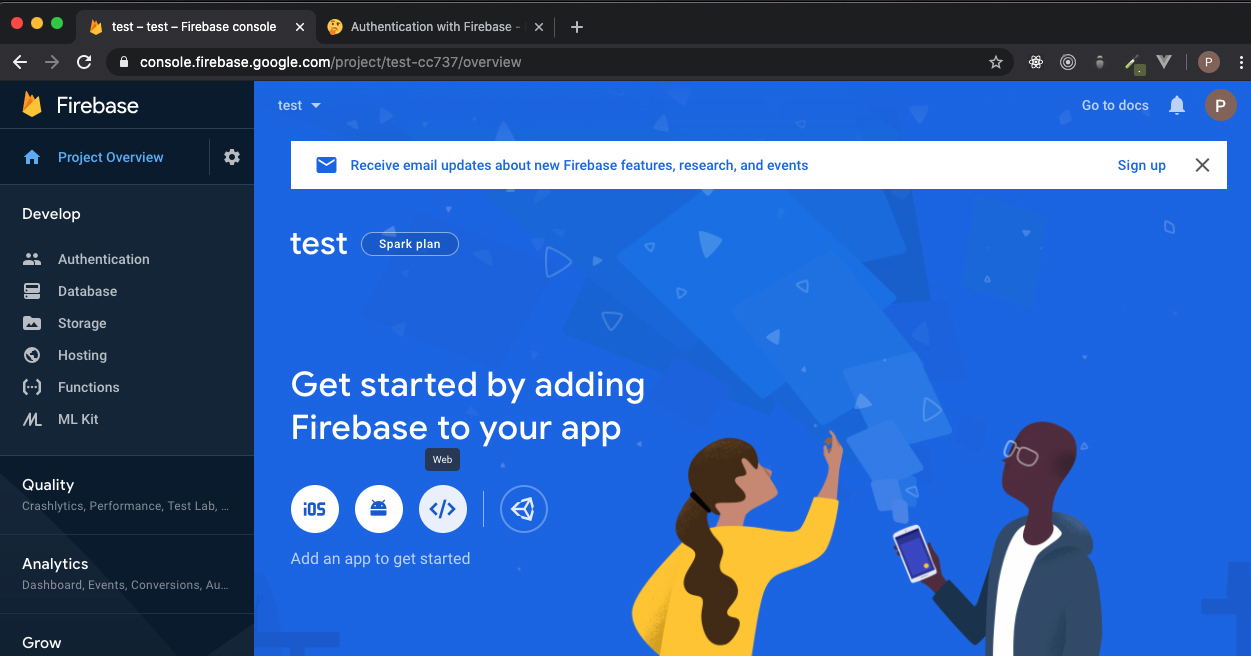 test – test – Firebase console
Authentication with Firebase -
console.firebase.google.com/project/test-cc737/overview
P
Firebase
test
Go to docs
P
Project Overview
Receive email updates about new Firebase features, research, and events
Sign up
Develop
test
Spark plan
Authentication
Database
Storage
Hosting
Functions
ML Kit
Get started by adding
Firebase to your app
Web
iOS
</>
Add an app to get started
Quality
Crashlytics, Performance, Test Lab, ...
Analytics
Dashboard, Events, Conversions, Au...
Grow